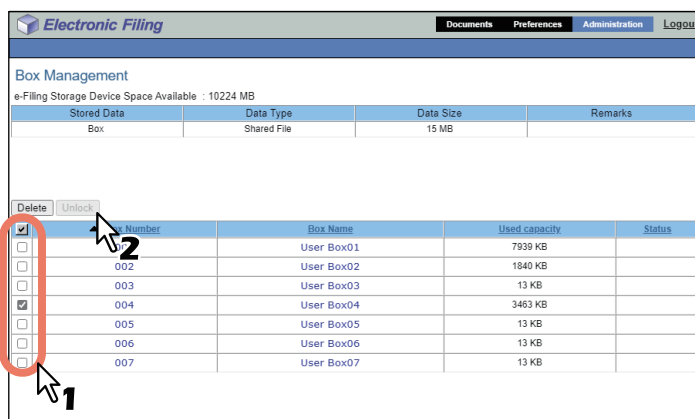 Electronic Filing Documents Preferences Administration Logou
Box Management
e-Filing Storage Device Space Available : 10224 MB
Stored Data Data Type Data Size Remarks
Box Shared File 15 MB
Delete Unlock
Number Box Name Used capacity Status
User Box01 7939 KB
002 User Box02 1840 KB
003 User Box03 13 KB
004 User Box04 3463 KB
005 User Box05 13 KB
006 User Box06 13 KB
007 User Box07 13 KB
2
1